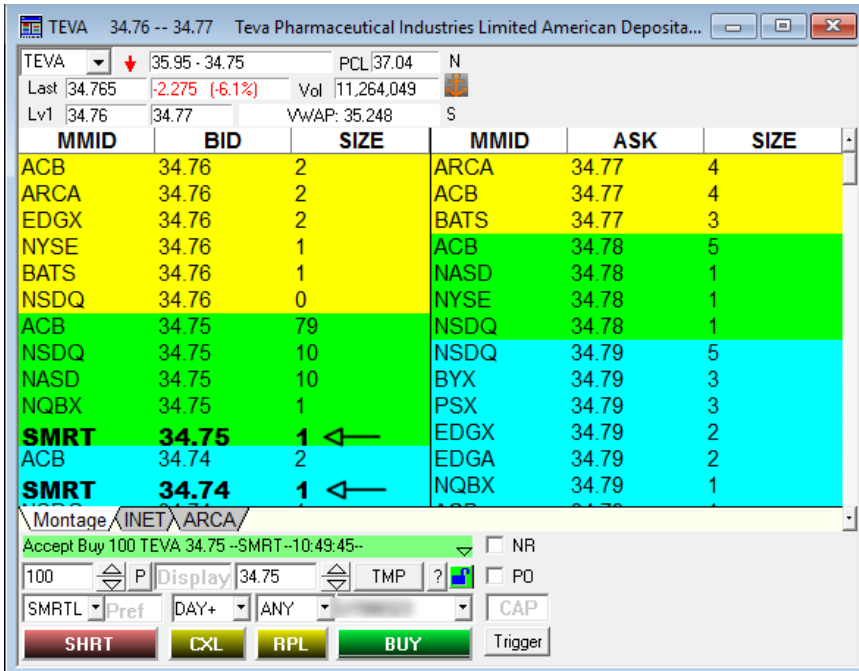 TEVA 34.76 -- 34.77 Teva Pharmaceutical Industries Limited American Deposita...
TEVA 35.95 - 34.75 PCL 37.04 N
Last 34.765 -2.275 (-6.1%) Vol 11,264,049
Lv1 34.76 34.77 VWAP: 35.248 S
MMID BID SIZE MMID ASK SIZE
ACB 34.76 2 ARCA 34.77 4
ARCA 34.76 2 ACB 34.77 4
EDGX 34.76 2 BATS 34.77 3
NYSE 34.76 1 ACB 34.78 5
BATS 34.76 1 NASD 34.78 1
NSDQ 34.76 0 NYSE 34.78 1
ACB 34.75 79 NSDQ 34.78 1
NSDQ 34.75 10 NSDQ 34.79 5
NASD 34.75 10 BYX 34.79 3
NQBX 34.75 1 PSX 34.79 3
SMRT 34.75 1 EDGX 34.79 2
ACB 34.74 2 EDGA 34.79 2
SMRT 34.74 1 NQBX 34.79 1
Montage INET ARCA
Accept Buy 100 TEVA 34.75 --SMRT--10:49:45-- NR
100 P Display 34.75 TMP ? PO
SMRTL Pref DAY+ ANY CAP
SHRT CXL RPL BUY Trigger